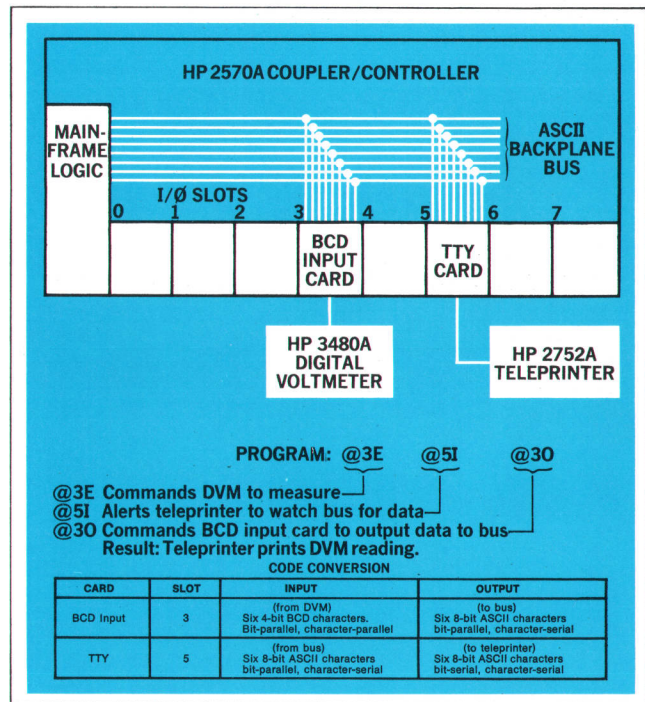 HP 2570A COUPLER/CONTROLLER
MAIN-
FRAME
LOGIC
ASCII
BACKPLANE
BUS
I/Ø SLOTS
0 1 2 3 4 5 6 7
BCD
INPUT
CARD
TTY
CARD
HP 3480A
DIGITAL
VOLTMETER
HP 2752A
TELEPRINTER
PROGRAM: @3E @5I @3O
@3E Commands DVM to measure
@5I Alerts teleprinter to watch bus for data
@3O Commands BCD input card to output data to bus
Result: Teleprinter prints DVM reading.
CODE CONVERSION
CARD SLOT INPUT OUTPUT
BCD Input 3 (from DVM) (to bus)
Six 4-bit BCD characters. Six 8-bit ASCII characters
Bit-parallel, character-parallel bit-parallel, character-serial
TTY 5 (from bus) (to teleprinter)
Six 8-bit ASCII characters Six 8-bit ASCII characters
bit-parallel, character-serial bit-serial, character-serial